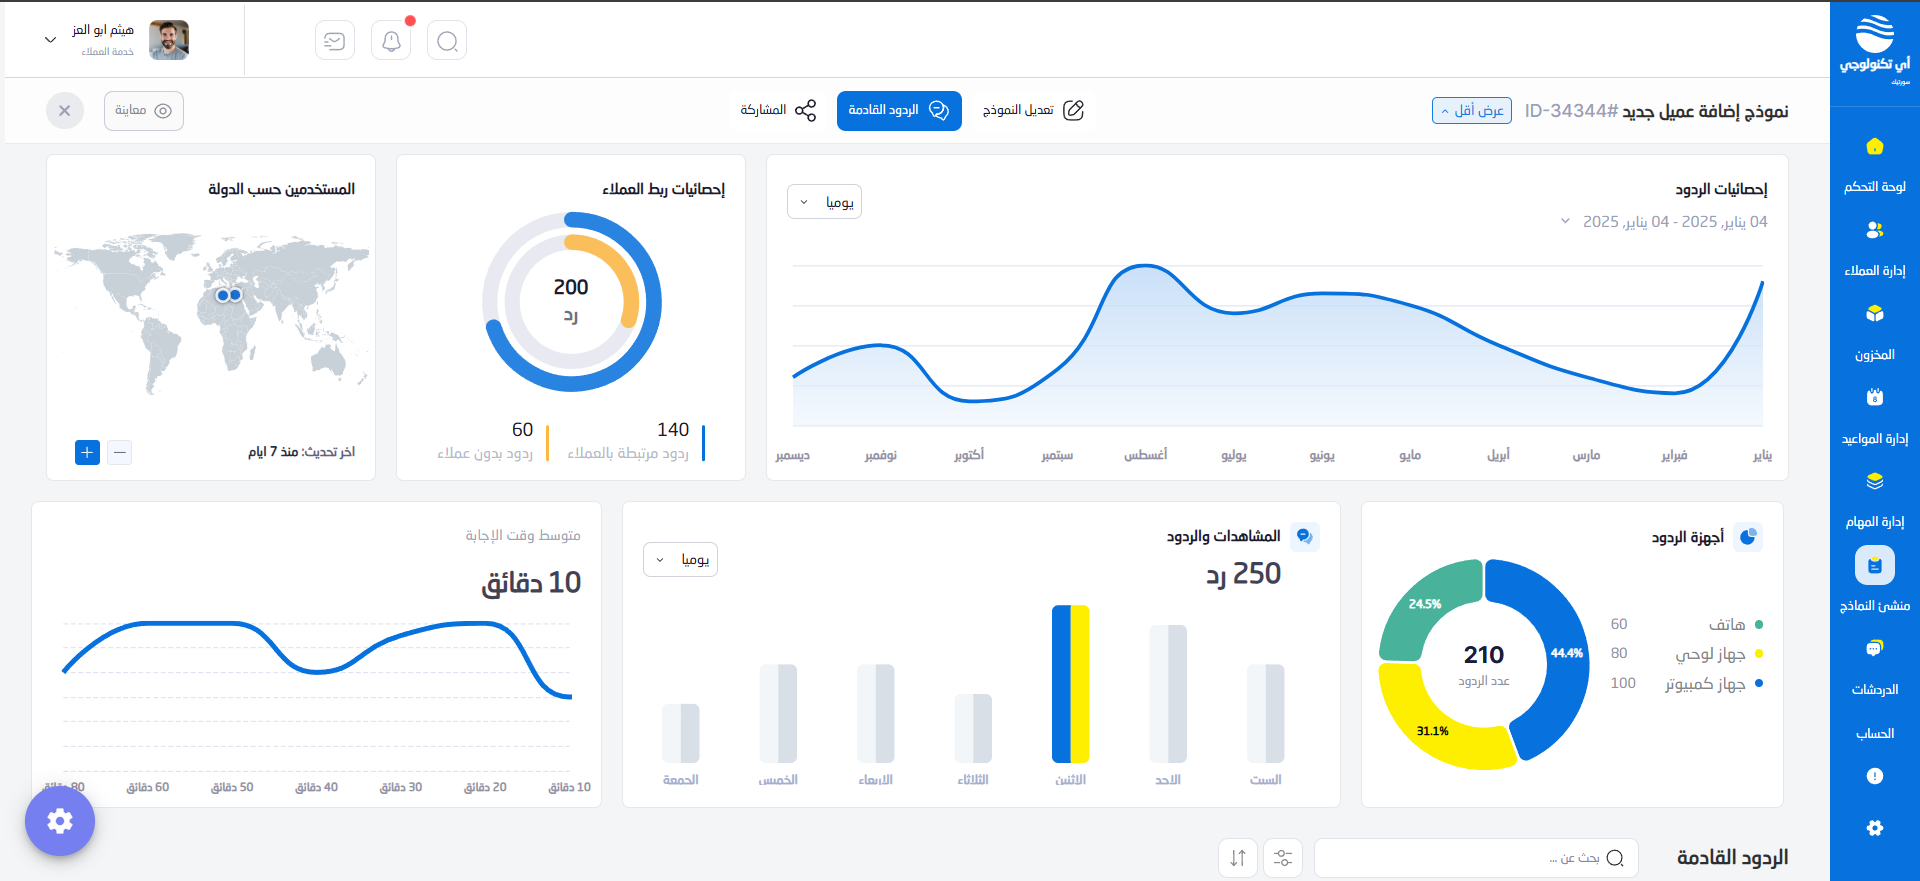 أي تكنولوجي
سورتيك
لوحة التحكم
إدارة العملاء
المخزون
8
إدارة المواعيد
إدارة المهام
منشئ النماذج
الدردشات
الحساب
هيثم ابو العز
خدمة العملاء
نموذج إضافة عميل جديد #ID-34344
عرض أقل
تعديل النموذج
الردود القادمة
المشاركة
معاينة
إحصائيات الردود
04 يناير, 2025 - 04 يناير, 2025
يوميا
يناير
فبراير
مارس
أبريل
مايو
يونيو
يوليو
أغسطس
سبتمبر
أكتوبر
نوفمبر
ديسمبر
إحصائيات ربط العملاء
200
رد
140
ردود مرتبطة بالعملاء
60
ردود بدون عملاء
المستخدمين حسب الدولة
اخر تحديث: منذ 7 ايام
أجهزة الردود
24.5%
44.4%
31.1%
210
عدد الردود
هاتف 60
جهاز لوحي 80
جهاز كمبيوتر 100
المشاهدات والردود
250 رد
يوميا
السبت
الاحد
الاثنين
الثلاثاء
الاربعاء
الخميس
الجمعة
متوسط وقت الإجابة
10 دقائق
10 دقائق
20 دقائق
30 دقائق
40 دقائق
50 دقائق
60 دقائق
80 دقائق
الردود القادمة
بحث عن ...